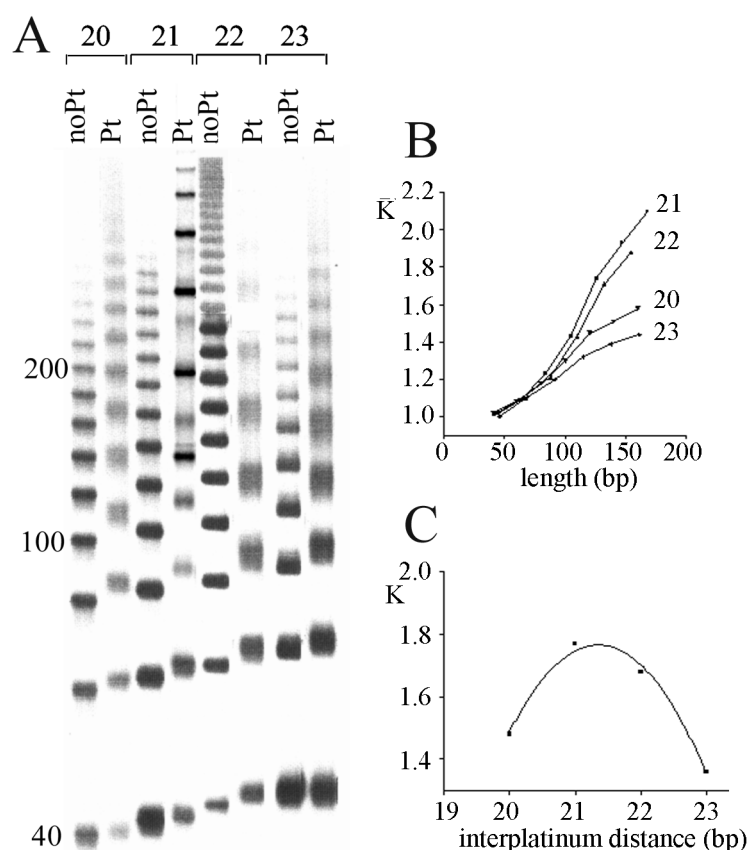 A
20 21 22 23
noPt Pt noPt Pt noPt Pt noPt Pt
200
100
40
B
K̄
2.2
2.0
1.8
1.6
1.4
1.2
1.0
21
22
20
23
0 50 100 150 200
length (bp)
C
K
2.0
1.8
1.6
1.4
19 20 21 22 23
interplatinum distance (bp)